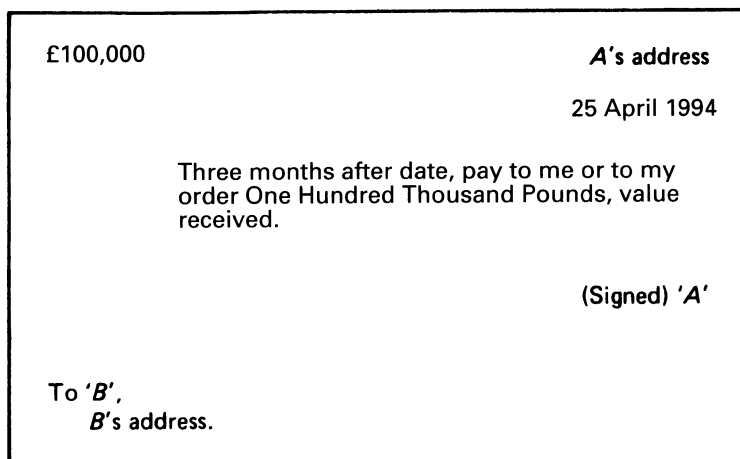 £100,000
A's address
25 April 1994
Three months after date, pay to me or to my
order One Hundred Thousand Pounds, value
received.
(Signed) 'A'
To 'B',
B's address.